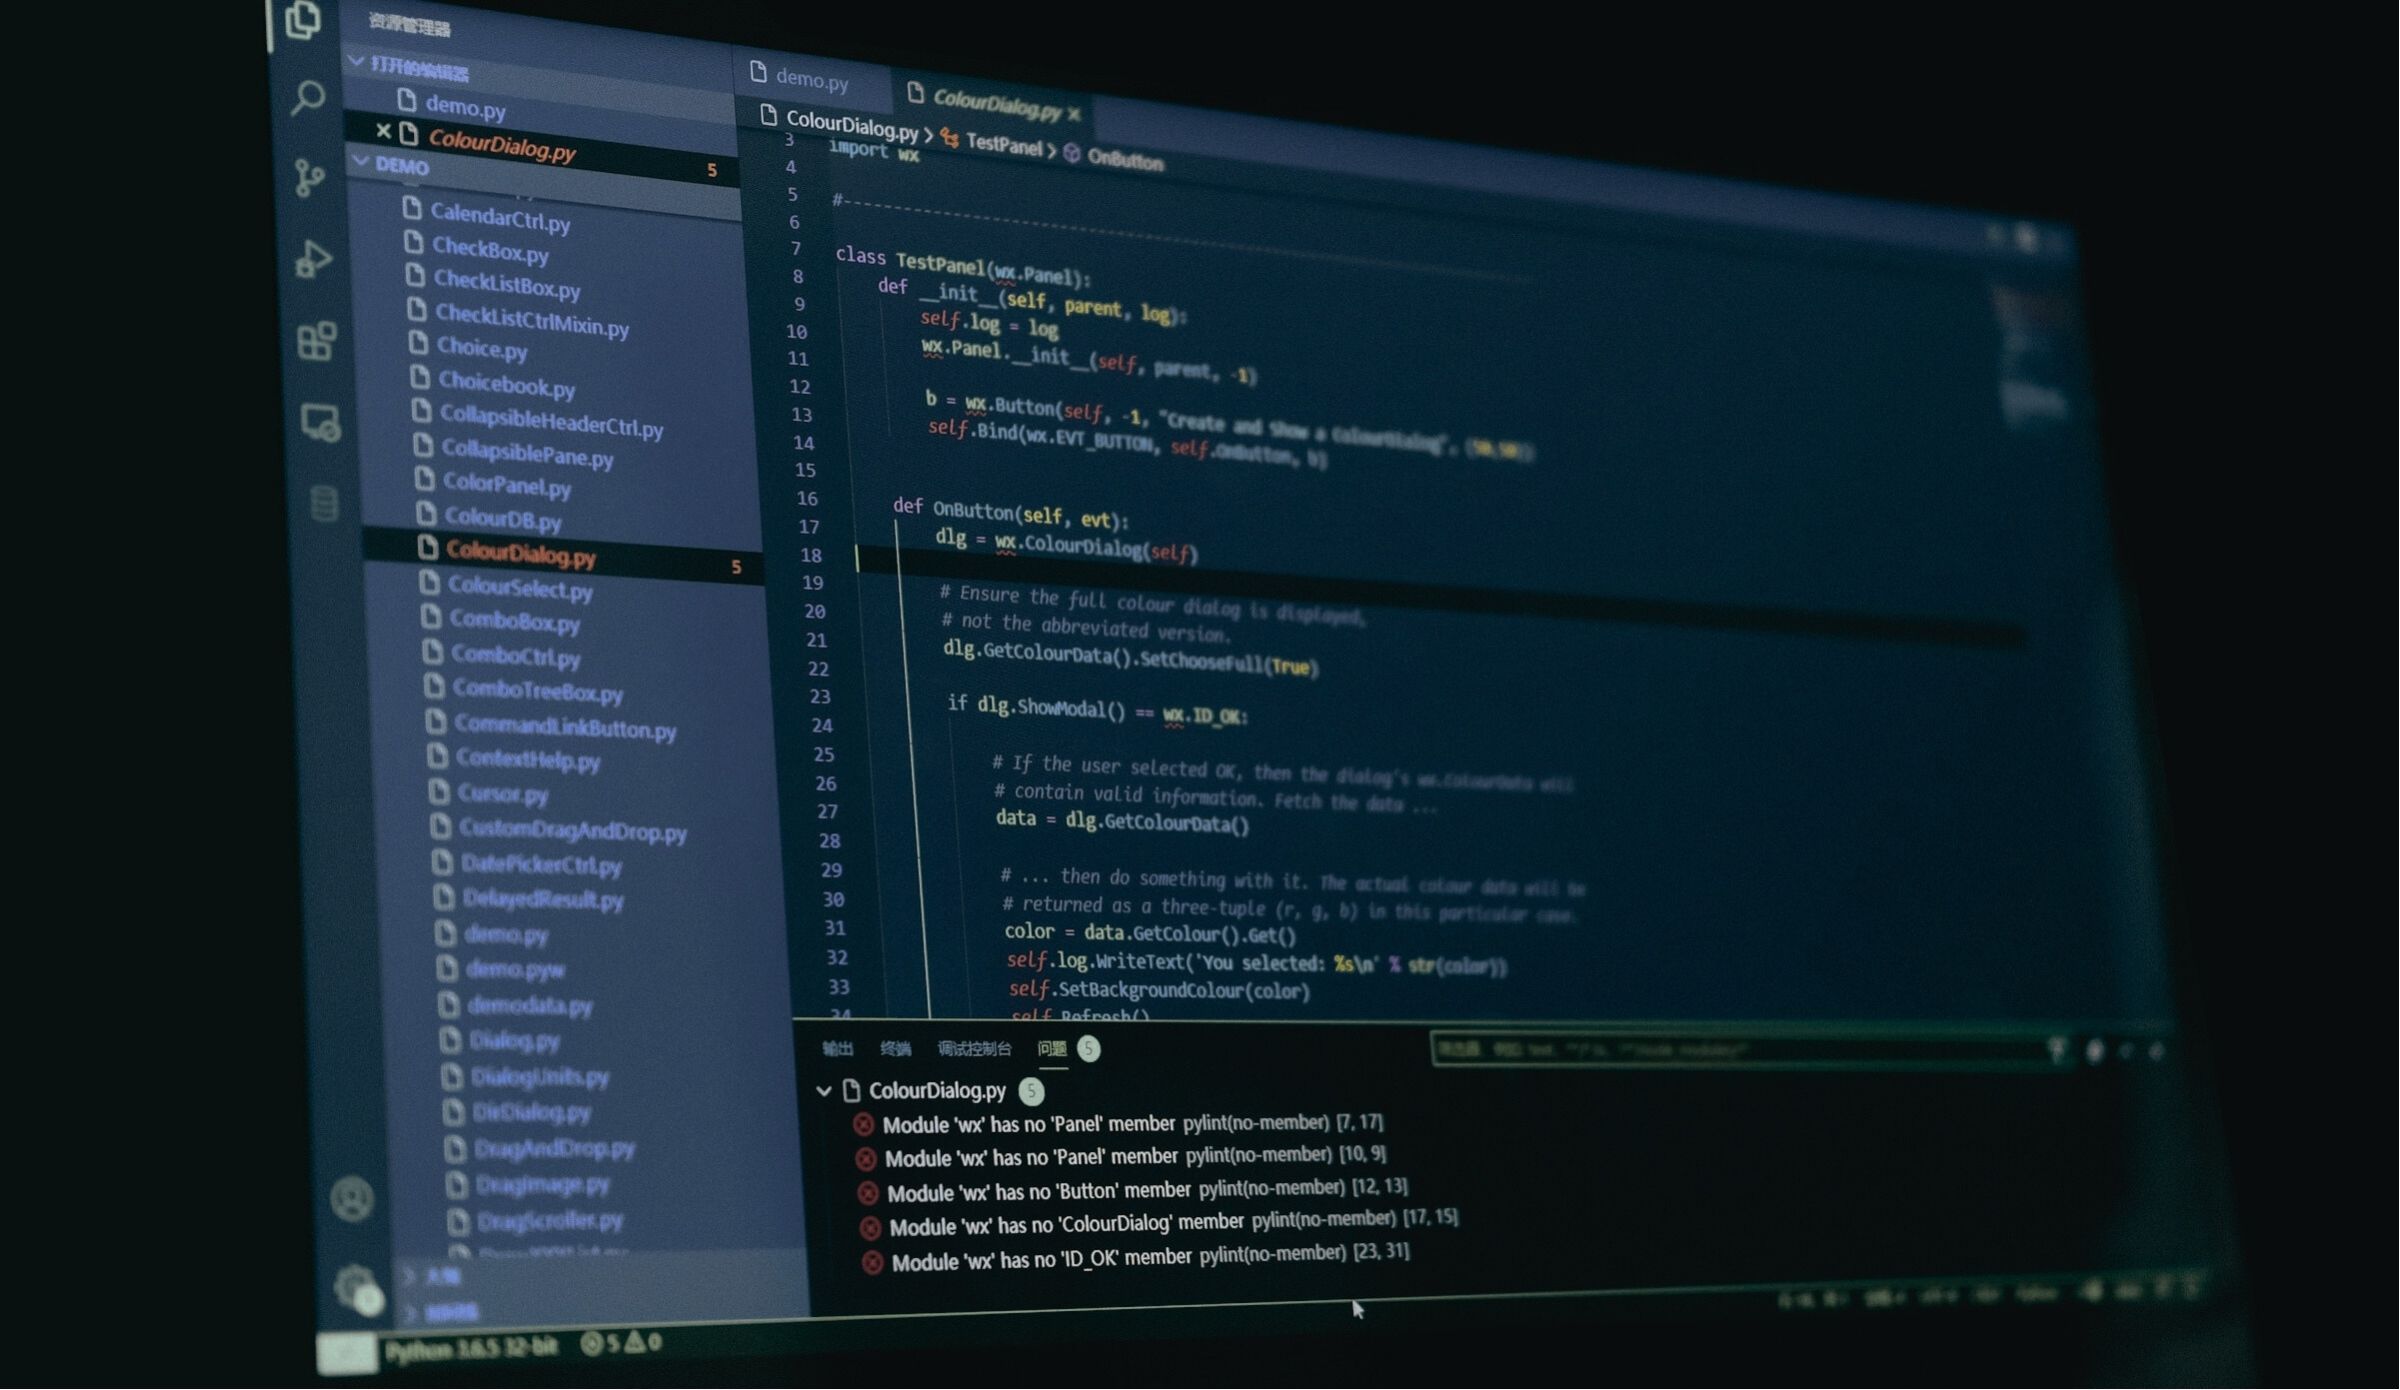 资源管理器
打开的编辑器
demo.py
ColourDialog.py 5
DEMO
CalendarCtrl.py
CheckBox.py
CheckListBox.py
CheckListCtrlMixin.py
Choice.py
Choicebook.py
CollapsibleHeaderCtrl.py
CollapsiblePane.py
ColorPanel.py
ColourDB.py
ColourDialog.py 5
ColourSelect.py
ComboBox.py
ComboCtrl.py
ComboTreeBox.py
CommandLinkButton.py
ContextHelp.py
Cursor.py
CustomDragAndDrop.py
DatePickerCtrl.py
DelayedResult.py
demo.py
demo.pyw
demodata.py
Dialog.py
DialogUnits.py
DirDialog.py
DragAndDrop.py
DragImage.py
DragScroller.py
大纲
demo.py ColourDialog.py
ColourDialog.py > TestPanel > OnButton
3 import wx
4
5 #---------------------------------------------------------------------------
6
7 class TestPanel(wx.Panel):
8 def __init__(self, parent, log):
9 self.log = log
10 wx.Panel.__init__(self, parent, -1)
11
12 b = wx.Button(self, -1, "Create and Show a ColourDialog", (50,50))
13 self.Bind(wx.EVT_BUTTON, self.OnButton, b)
14
15
16 def OnButton(self, evt):
17 dlg = wx.ColourDialog(self)
18
19 # Ensure the full colour dialog is displayed,
20 # not the abbreviated version.
21 dlg.GetColourData().SetChooseFull(True)
22
23 if dlg.ShowModal() == wx.ID_OK:
24
25 # If the user selected OK, then the dialog's wx.ColourData will
26 # contain valid information. Fetch the data ...
27 data = dlg.GetColourData()
28
29 # ... then do something with it. The actual colour data will be
30 # returned as a three-tuple (r, g, b) in this particular case.
31 color = data.GetColour().Get()
32 self.log.WriteText('You selected: %s\n' % str(color))
33 self.SetBackgroundColour(color)
34 self.Refresh()
输出 终端 调试控制台 问题 5
ColourDialog.py 5
Module 'wx' has no 'Panel' member pylint(no-member) [7, 17]
Module 'wx' has no 'Panel' member pylint(no-member) [10, 9]
Module 'wx' has no 'Button' member pylint(no-member) [12, 13]
Module 'wx' has no 'ColourDialog' member pylint(no-member) [17, 15]
Module 'wx' has no 'ID_OK' member pylint(no-member) [23, 31]
Python 3.6.5 32-bit 5 0